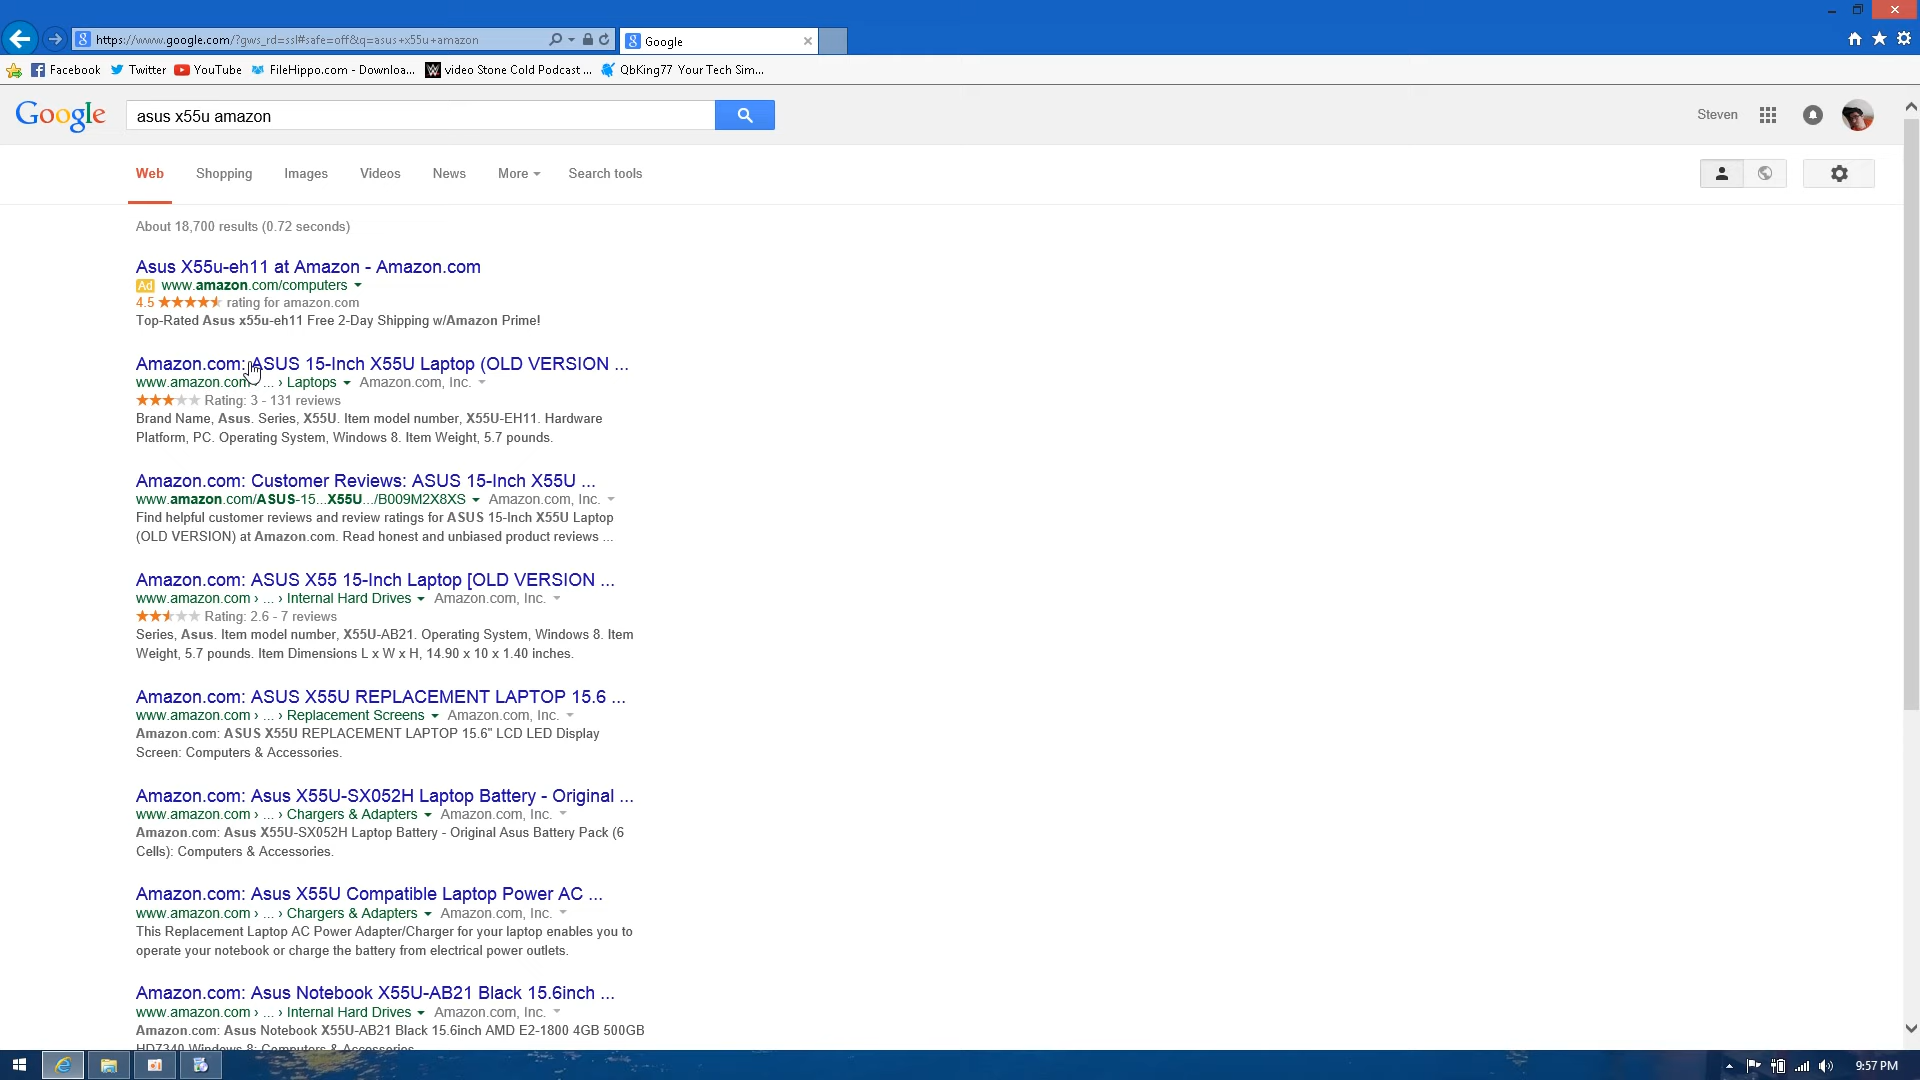 https://www.google.com/?gws_rd=ssl#safe=off&q=asus+x55u+amazon
Google
Facebook
Twitter
YouTube
FileHippo.com - Downloa...
video Stone Cold Podcast ...
QbKing77 Your Tech Sim...
Google
asus x55u amazon
Steven
Web
Shopping
Images
Videos
News
More
Search tools
About 18,700 results (0.72 seconds)
Asus X55u-eh11 at Amazon - Amazon.com
Ad www.amazon.com/computers
4.5 rating for amazon.com
Top-Rated Asus x55u-eh11 Free 2-Day Shipping w/Amazon Prime!
Amazon.com: ASUS 15-Inch X55U Laptop (OLD VERSION ...
www.amazon.com › ... › Laptops Amazon.com, Inc.
Rating: 3 - 131 reviews
Brand Name, Asus. Series, X55U. Item model number, X55U-EH11. Hardware
Platform, PC. Operating System, Windows 8. Item Weight, 5.7 pounds.
Amazon.com: Customer Reviews: ASUS 15-Inch X55U ...
www.amazon.com/ASUS-15...X55U.../B009M2X8XS Amazon.com, Inc.
Find helpful customer reviews and review ratings for ASUS 15-Inch X55U Laptop
(OLD VERSION) at Amazon.com. Read honest and unbiased product reviews ...
Amazon.com: ASUS X55 15-Inch Laptop [OLD VERSION ...
www.amazon.com › ... › Internal Hard Drives Amazon.com, Inc.
Rating: 2.6 - 7 reviews
Series, Asus. Item model number, X55U-AB21. Operating System, Windows 8. Item
Weight, 5.7 pounds. Item Dimensions L x W x H, 14.90 x 10 x 1.40 inches.
Amazon.com: ASUS X55U REPLACEMENT LAPTOP 15.6 ...
www.amazon.com › ... › Replacement Screens Amazon.com, Inc.
Amazon.com: ASUS X55U REPLACEMENT LAPTOP 15.6" LCD LED Display
Screen: Computers & Accessories.
Amazon.com: Asus X55U-SX052H Laptop Battery - Original ...
www.amazon.com › ... › Chargers & Adapters Amazon.com, Inc.
Amazon.com: Asus X55U-SX052H Laptop Battery - Original Asus Battery Pack (6
Cells): Computers & Accessories.
Amazon.com: Asus X55U Compatible Laptop Power AC ...
www.amazon.com › ... › Chargers & Adapters Amazon.com, Inc.
This Replacement Laptop AC Power Adapter/Charger for your laptop enables you to
operate your notebook or charge the battery from electrical power outlets.
Amazon.com: Asus Notebook X55U-AB21 Black 15.6inch ...
www.amazon.com › ... › Internal Hard Drives Amazon.com, Inc.
Amazon.com: Asus Notebook X55U-AB21 Black 15.6inch AMD E2-1800 4GB 500GB
HD7340 Windows 8: Computers & Accessories.
9:57 PM